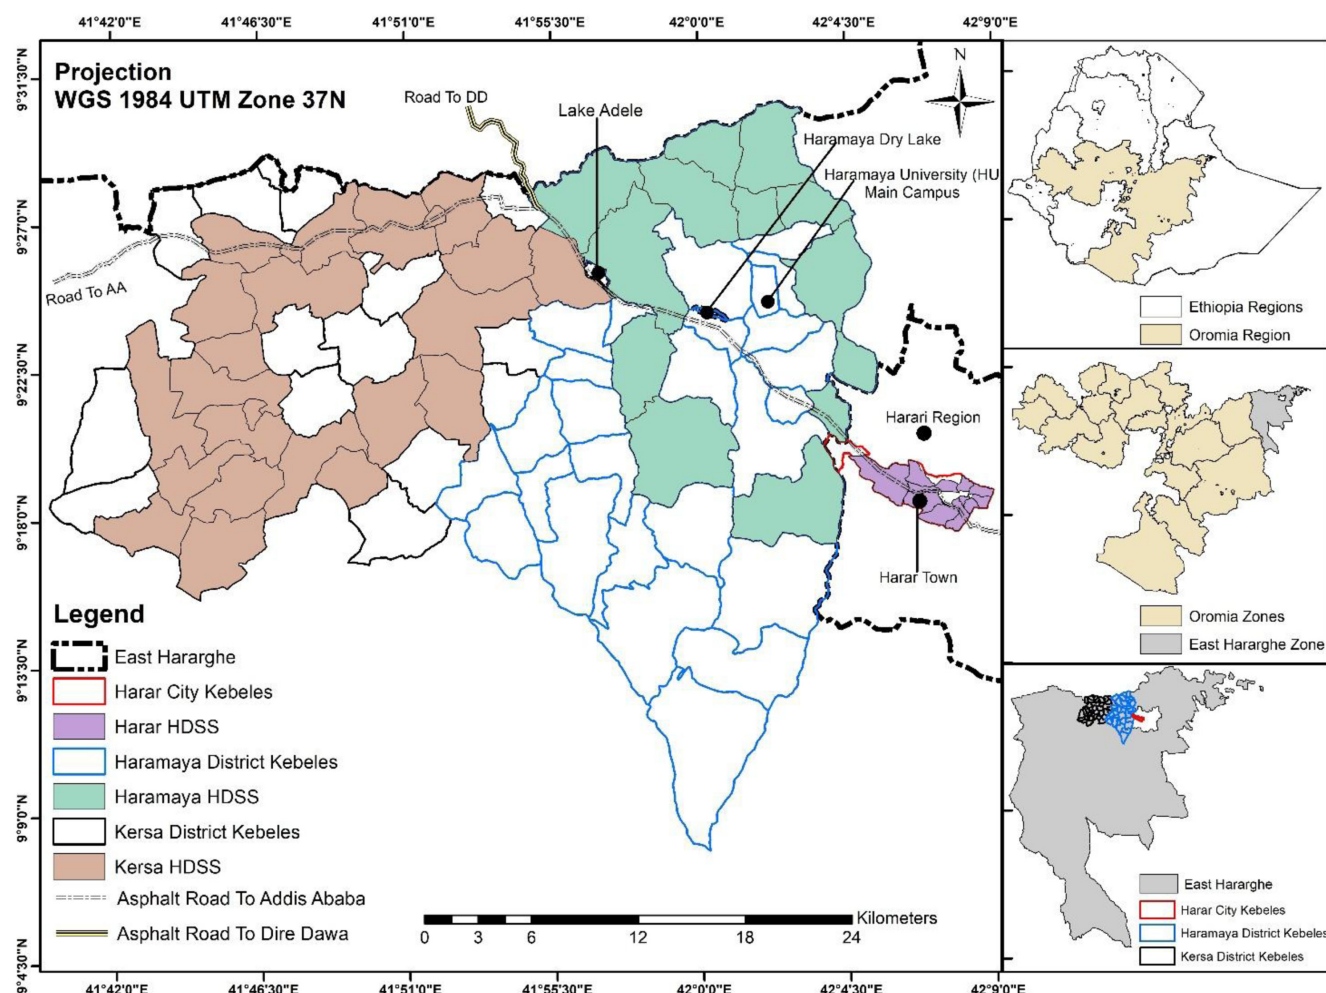 41°42'0"E 41°46'30"E 41°51'0"E 41°55'30"E 42°0'0"E 42°4'30"E 42°9'0"E
Projection
WGS 1984 UTM Zone 37N
N
Road To DD
Lake Adele
Haramaya Dry Lake
Haramaya University (HU
Main Campus
Road To AA
Harari Region
Harar Town
9°31'30"N
9°27'0"N
9°22'30"N
9°18'0"N
9°13'30"N
9°9'0"N
9°4'30"N
Legend
East Hararghe
Harar City Kebeles
Harar HDSS
Haramaya District Kebeles
Haramaya HDSS
Kersa District Kebeles
Kersa HDSS
Asphalt Road To Addis Ababa
Asphalt Road To Dire Dawa
Kilometers
0 3 6 12 18 24
41°42'0"E 41°46'30"E 41°51'0"E 41°55'30"E 42°0'0"E 42°4'30"E 42°9'0"E
Ethiopia Regions
Oromia Region
Oromia Zones
East Hararghe Zone
East Hararghe
Harar City Kebeles
Haramaya District Kebeles
Kersa District Kebeles